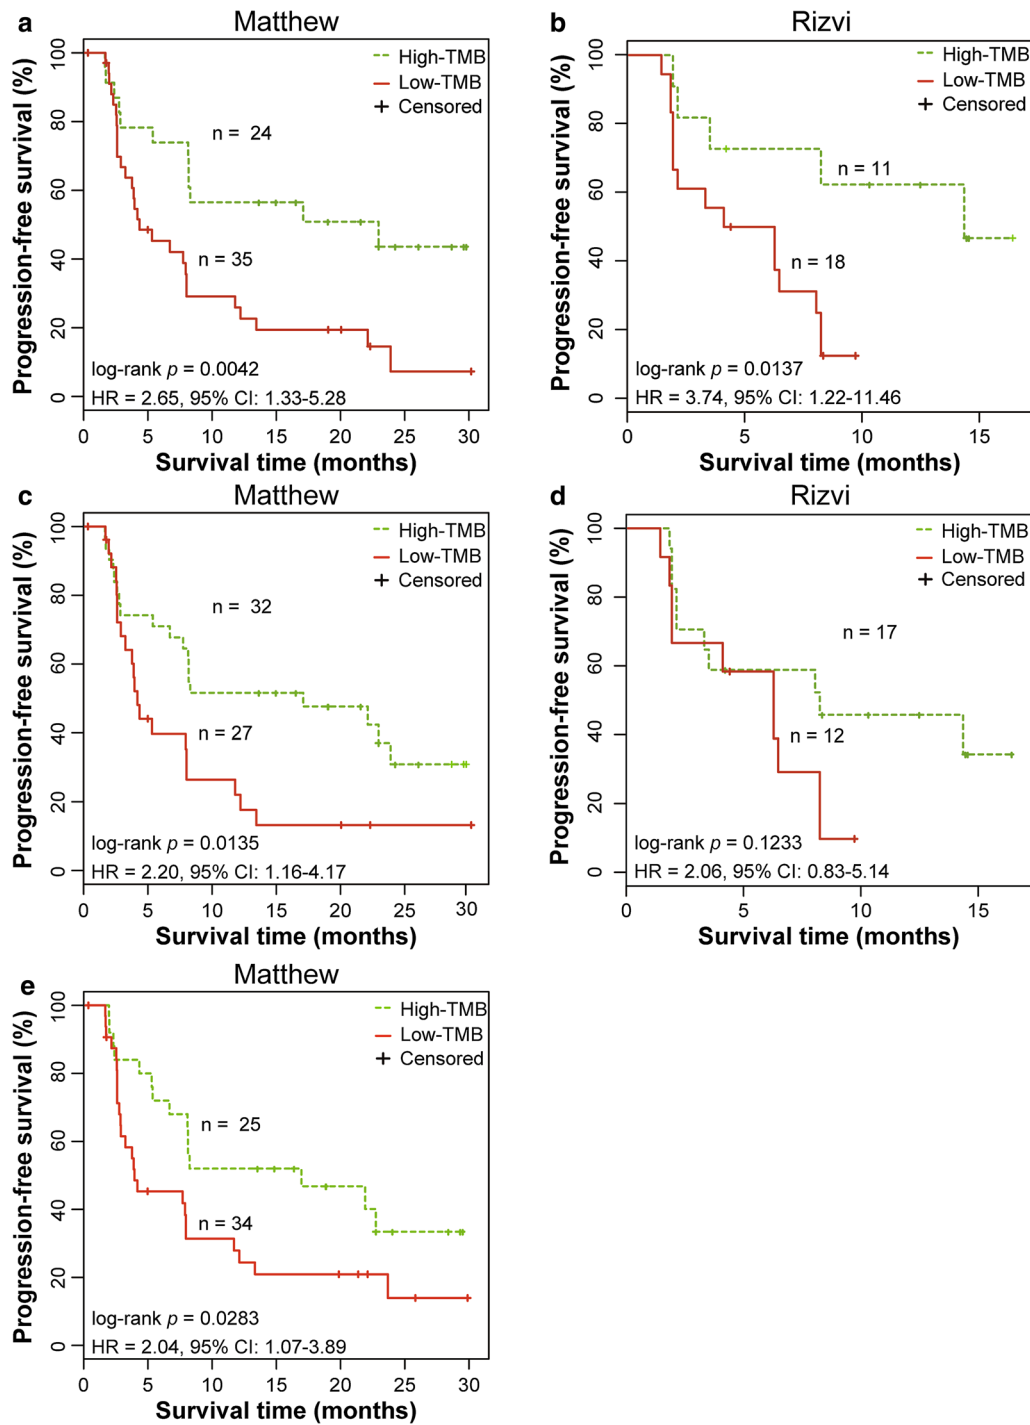 a
Matthew
Progression-free survival (%)
100
80
60
40
20
0
High-TMB
Low-TMB
Censored
n = 24
n = 35
log-rank p = 0.0042
HR = 2.65, 95% CI: 1.33-5.28
0 5 10 15 20 25 30
Survival time (months)
b
Rizvi
Progression-free survival (%)
100
80
60
40
20
0
High-TMB
Low-TMB
Censored
n = 11
n = 18
log-rank p = 0.0137
HR = 3.74, 95% CI: 1.22-11.46
0 5 10 15
Survival time (months)
c
Matthew
Progression-free survival (%)
100
80
60
40
20
0
High-TMB
Low-TMB
Censored
n = 32
n = 27
log-rank p = 0.0135
HR = 2.20, 95% CI: 1.16-4.17
0 5 10 15 20 25 30
Survival time (months)
d
Rizvi
Progression-free survival (%)
100
80
60
40
20
0
High-TMB
Low-TMB
Censored
n = 17
n = 12
log-rank p = 0.1233
HR = 2.06, 95% CI: 0.83-5.14
0 5 10 15
Survival time (months)
e
Matthew
Progression-free survival (%)
100
80
60
40
20
0
High-TMB
Low-TMB
Censored
n = 25
n = 34
log-rank p = 0.0283
HR = 2.04, 95% CI: 1.07-3.89
0 5 10 15 20 25 30
Survival time (months)